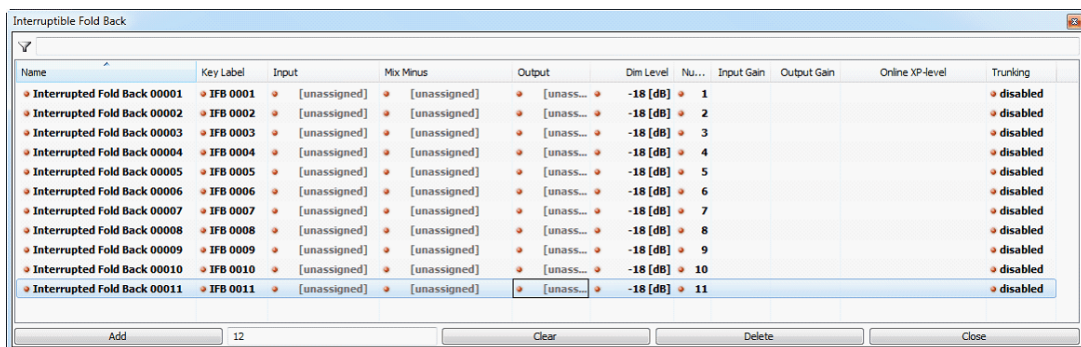 Interruptible Fold Back
Name Key Label Input Mix Minus Output Dim Level Nu... Input Gain Output Gain Online XP-level Trunking
Interrupted Fold Back 00001 IFB 0001 [unassigned] [unassigned] [unass... -18 [dB] 1 disabled
Interrupted Fold Back 00002 IFB 0002 [unassigned] [unassigned] [unass... -18 [dB] 2 disabled
Interrupted Fold Back 00003 IFB 0003 [unassigned] [unassigned] [unass... -18 [dB] 3 disabled
Interrupted Fold Back 00004 IFB 0004 [unassigned] [unassigned] [unass... -18 [dB] 4 disabled
Interrupted Fold Back 00005 IFB 0005 [unassigned] [unassigned] [unass... -18 [dB] 5 disabled
Interrupted Fold Back 00006 IFB 0006 [unassigned] [unassigned] [unass... -18 [dB] 6 disabled
Interrupted Fold Back 00007 IFB 0007 [unassigned] [unassigned] [unass... -18 [dB] 7 disabled
Interrupted Fold Back 00008 IFB 0008 [unassigned] [unassigned] [unass... -18 [dB] 8 disabled
Interrupted Fold Back 00009 IFB 0009 [unassigned] [unassigned] [unass... -18 [dB] 9 disabled
Interrupted Fold Back 00010 IFB 0010 [unassigned] [unassigned] [unass... -18 [dB] 10 disabled
Interrupted Fold Back 00011 IFB 0011 [unassigned] [unassigned] [unass... -18 [dB] 11 disabled
Add 12 Clear Delete Close